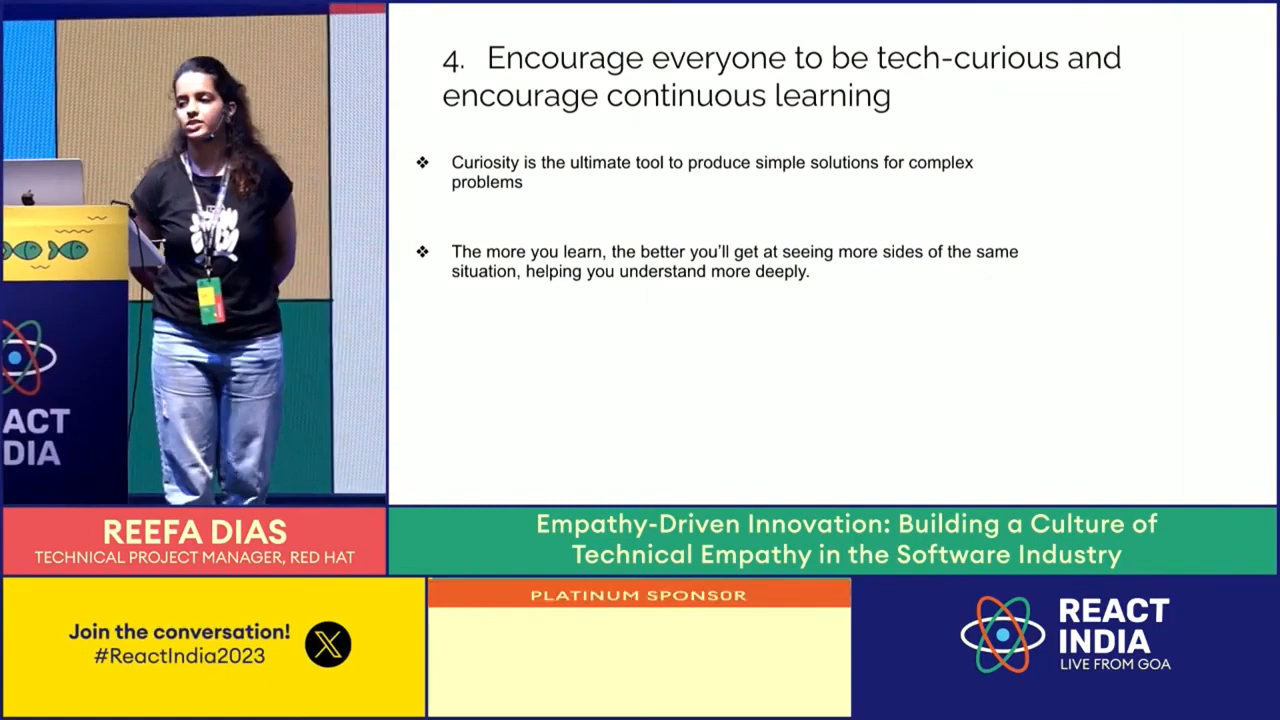 4. Encourage everyone to be tech-curious and
encourage continuous learning
❖ Curiosity is the ultimate tool to produce simple solutions for complex
problems
❖ The more you learn, the better you’ll get at seeing more sides of the same
situation, helping you understand more deeply.
ACT
DIA
REEFA DIAS
TECHNICAL PROJECT MANAGER, RED HAT
Empathy-Driven Innovation: Building a Culture of
Technical Empathy in the Software Industry
Join the conversation!
#ReactIndia2023
PLATINUM SPONSOR
REACT
INDIA
LIVE FROM GOA